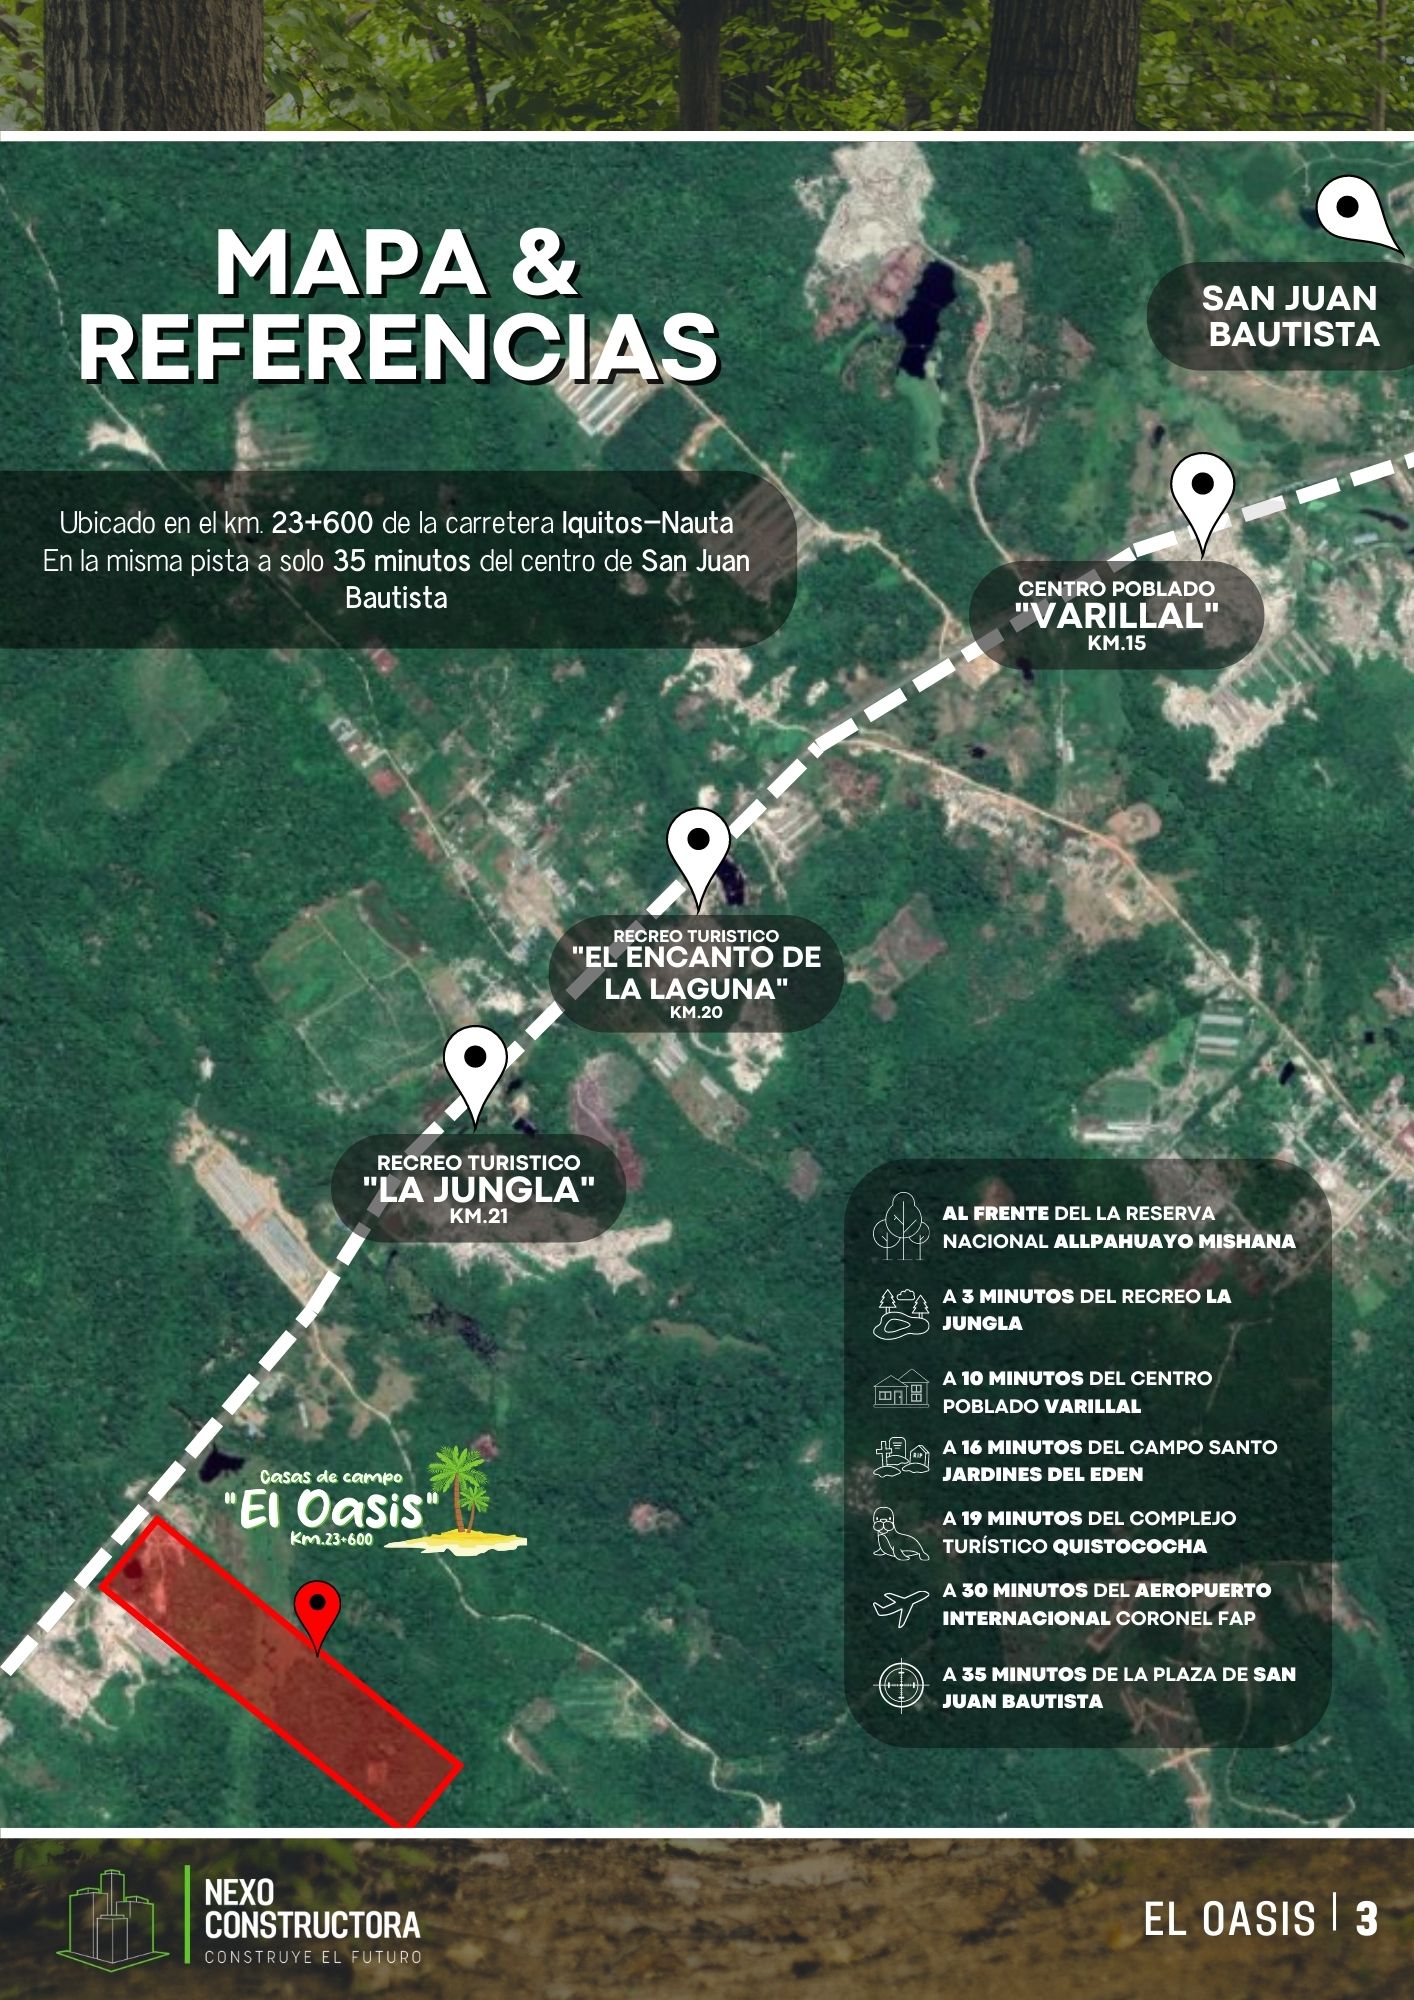 MAPA &
REFERENCIAS
SAN JUAN
BAUTISTA
Ubicado en el km. 23+600 de la carretera Iquitos–Nauta
En la misma pista a solo 35 minutos del centro de San Juan
Bautista
CENTRO POBLADO
"VARILLAL"
KM.15
RECREO TURISTICO
"EL ENCANTO DE
LA LAGUNA"
KM.20
RECREO TURISTICO
"LA JUNGLA"
KM.21
AL FRENTE DEL LA RESERVA
NACIONAL ALLPAHUAYO MISHANA
A 3 MINUTOS DEL RECREO LA
JUNGLA
A 10 MINUTOS DEL CENTRO
POBLADO VARILLAL
A 16 MINUTOS DEL CAMPO SANTO
JARDINES DEL EDEN
RIP
A 19 MINUTOS DEL COMPLEJO
TURÍSTICO QUISTOCOCHA
A 30 MINUTOS DEL AEROPUERTO
INTERNACIONAL CORONEL FAP
A 35 MINUTOS DE LA PLAZA DE SAN
JUAN BAUTISTA
Casas de campo
"El Oasis"
Km.23+600
NEXO
CONSTRUCTORA
CONSTRUYE EL FUTURO
EL OASIS | 3